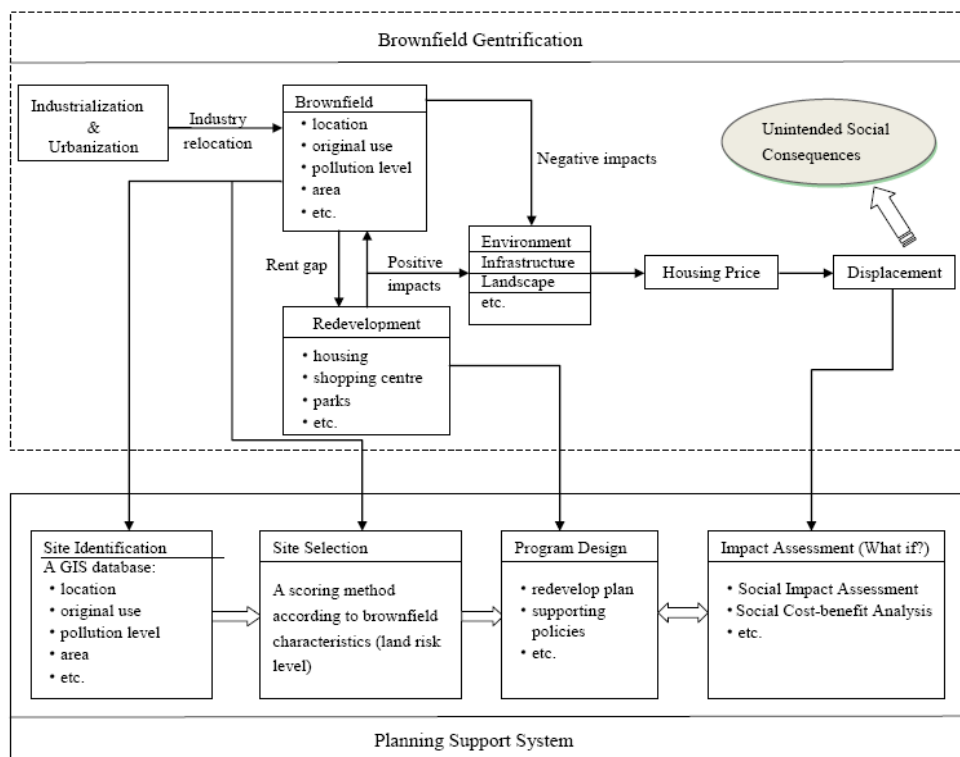 Brownfield Gentrification
Industrialization
&
Urbanization
Industry
relocation
Brownfield
• location
• original use
• pollution level
• area
• etc.
Negative impacts
Unintended Social
Consequences
Rent gap
Positive
impacts
Environment
Infrastructure
Landscape
etc.
Housing Price
Displacement
Redevelopment
• housing
• shopping centre
• parks
• etc.
Site Identification
A GIS database:
• location
• original use
• pollution level
• area
• etc.
Site Selection
A scoring method
according to brownfield
characteristics (land risk
level)
Program Design
• redevelop plan
• supporting
policies
• etc.
Impact Assessment (What if?)
• Social Impact Assessment
• Social Cost-benefit Analysis
• etc.
Planning Support System